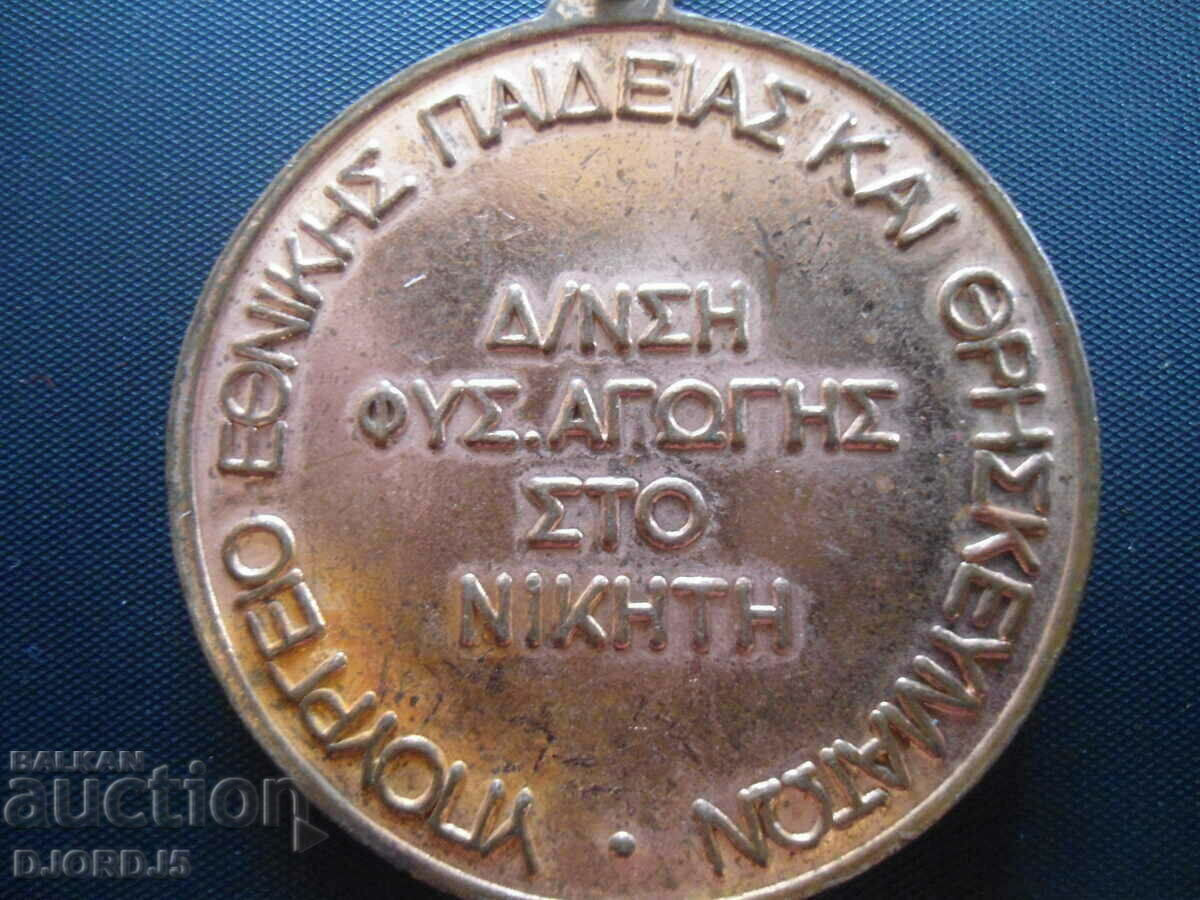 ΥΠΟΥΡΓΕΙΟ ΕΘΝΙΚΗΣ ΠΑΙΔΕΙΑΣ ΚΑΙ ΘΡΗΣΚΕΥΜΑΤΩΝ •
Δ/ΝΣΗ
ΦΥΣ. ΑΓΩΓΗΣ
ΣΤΟ
ΝΙΚΗΤΗ
BALKAN
auction
DJORDJ5